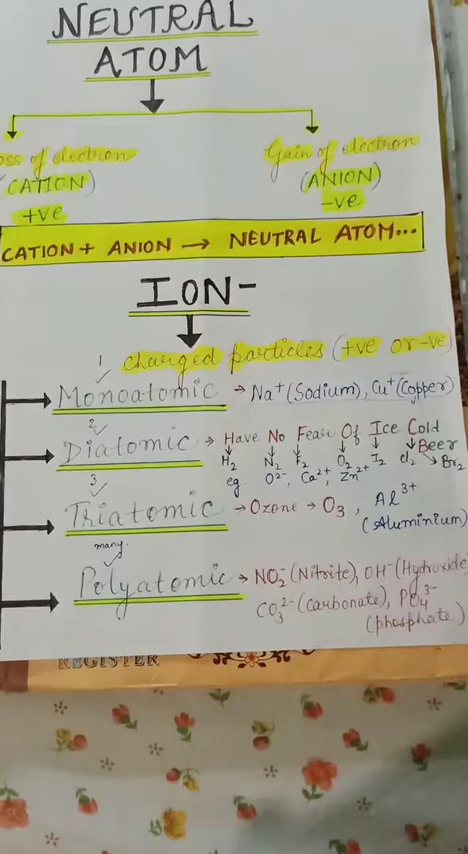 NEUTRAL
ATOM
oss of electron
Gain of electron
(CATION)
(ANION)
+ve
-ve
CATION + ANION → NEUTRAL ATOM...
ION-
charged particles (+ve or -ve)
1
Monoatomic → Na⁺ (Sodium), Cu⁺ (Copper)
2
Diatomic → Have No Fear Of Ice Cold
Beer
H₂ N₂ F₂ O₂ I₂ Cl₂ Br₂
eg O²⁻, Ca²⁺, Zn²⁺
3
Triatomic → Ozone → O₃, Al³⁺
(Aluminium)
many
Polyatomic → NO₂⁻ (Nitrite), OH⁻ (Hydroxide
CO₃²⁻ (carbonate), PO₄³⁻
(phosphate)
REGISTER